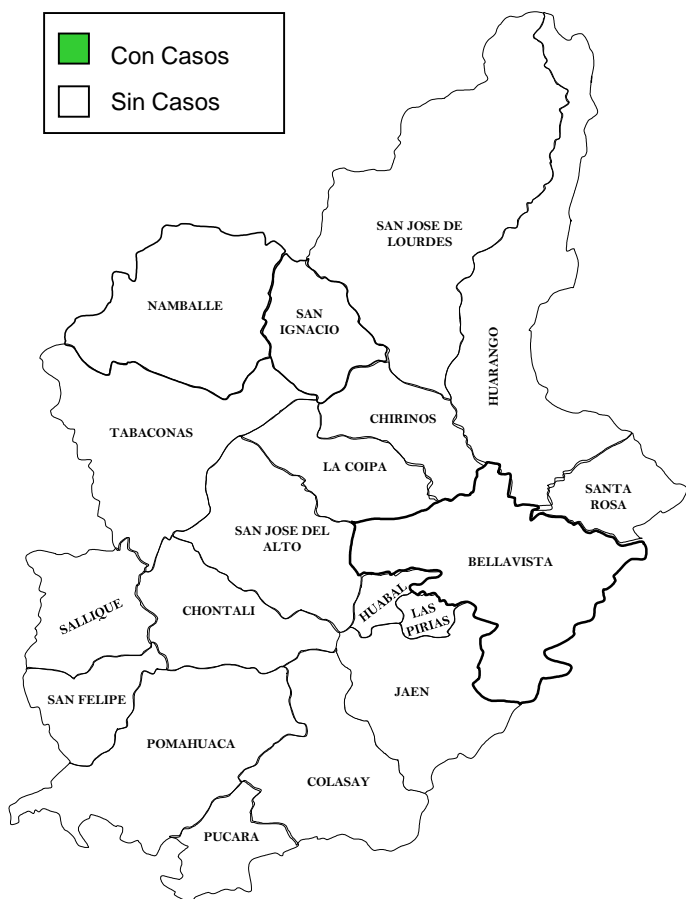 Con Casos
Sin Casos
SAN JOSE DE
LOURDES
NAMBALLE
SAN
IGNACIO
HUARANGO
CHIRINOS
TABACONAS
LA COIPA
SANTA
ROSA
SAN JOSE DEL
ALTO
BELLAVISTA
HUABAL
LAS
PIRIAS
SALLIQUE
CHONTALI
JAEN
SAN FELIPE
POMAHUACA
COLASAY
PUCARA